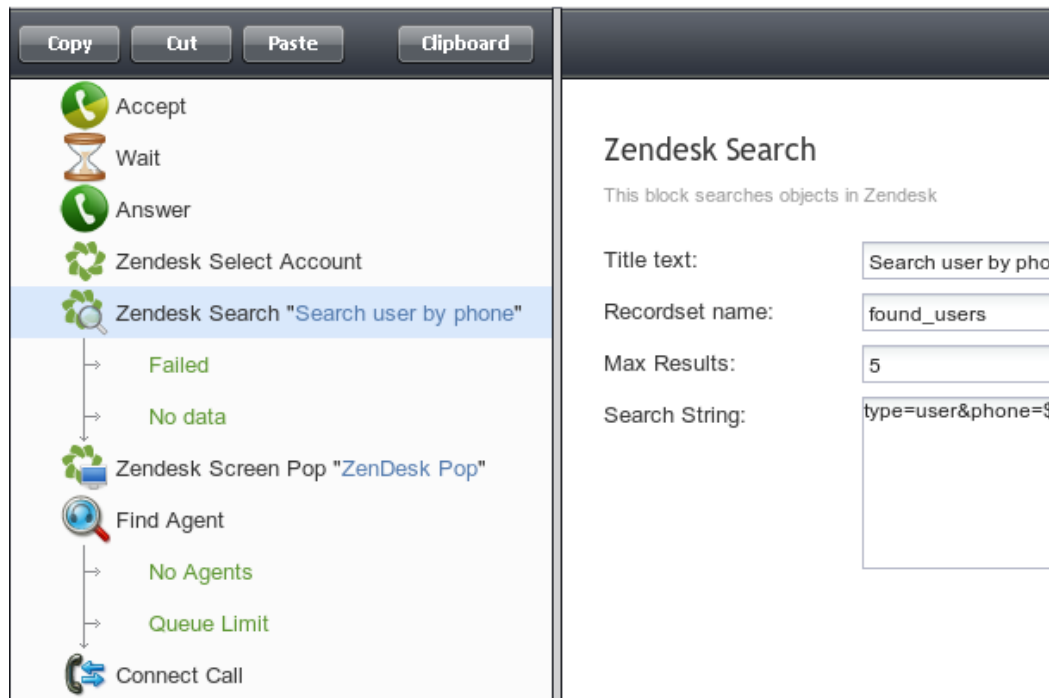 Copy Cut Paste Clipboard
Accept
Wait
Answer
Zendesk Select Account
Zendesk Search "Search user by phone"
Failed
No data
Zendesk Screen Pop "ZenDesk Pop"
Find Agent
No Agents
Queue Limit
Connect Call
Zendesk Search
This block searches objects in Zendesk
Title text: Search user by pho
Recordset name: found_users
Max Results: 5
Search String: type=user&phone=$